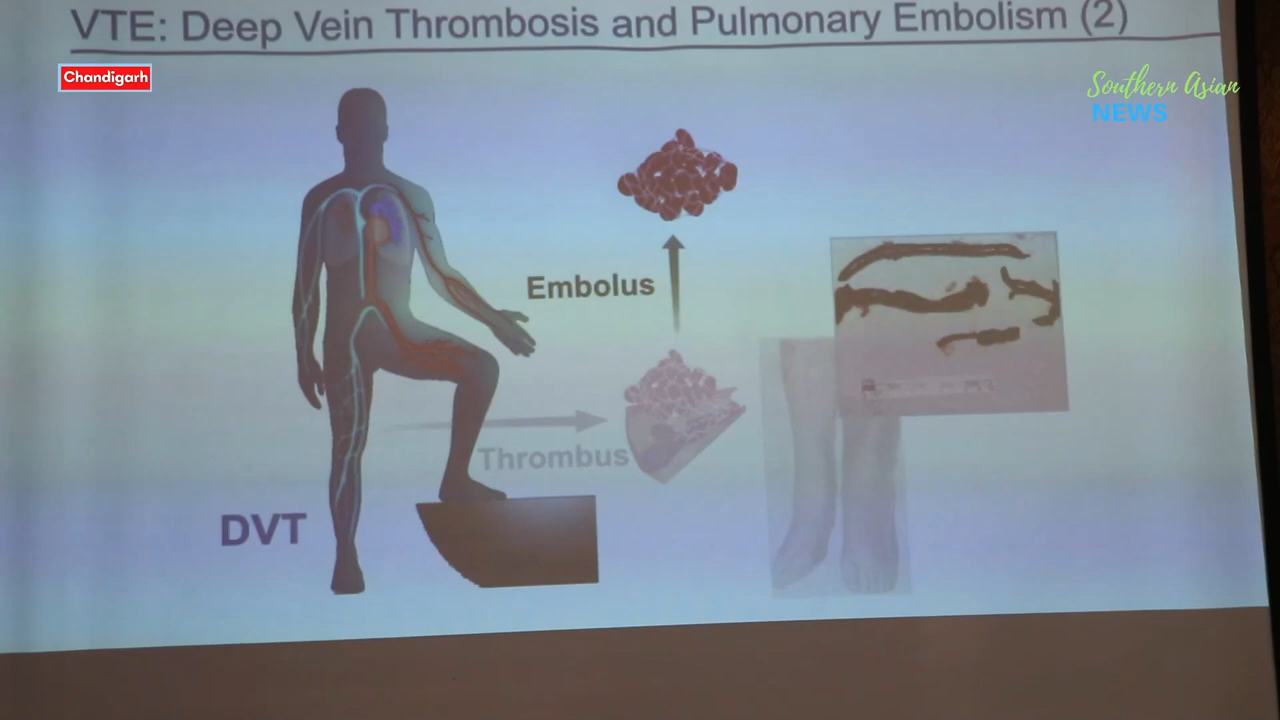 VTE: Deep Vein Thrombosis and Pulmonary Embolism (2)
Chandigarh
Southern Asian
NEWS
Embolus
Thrombus
DVT